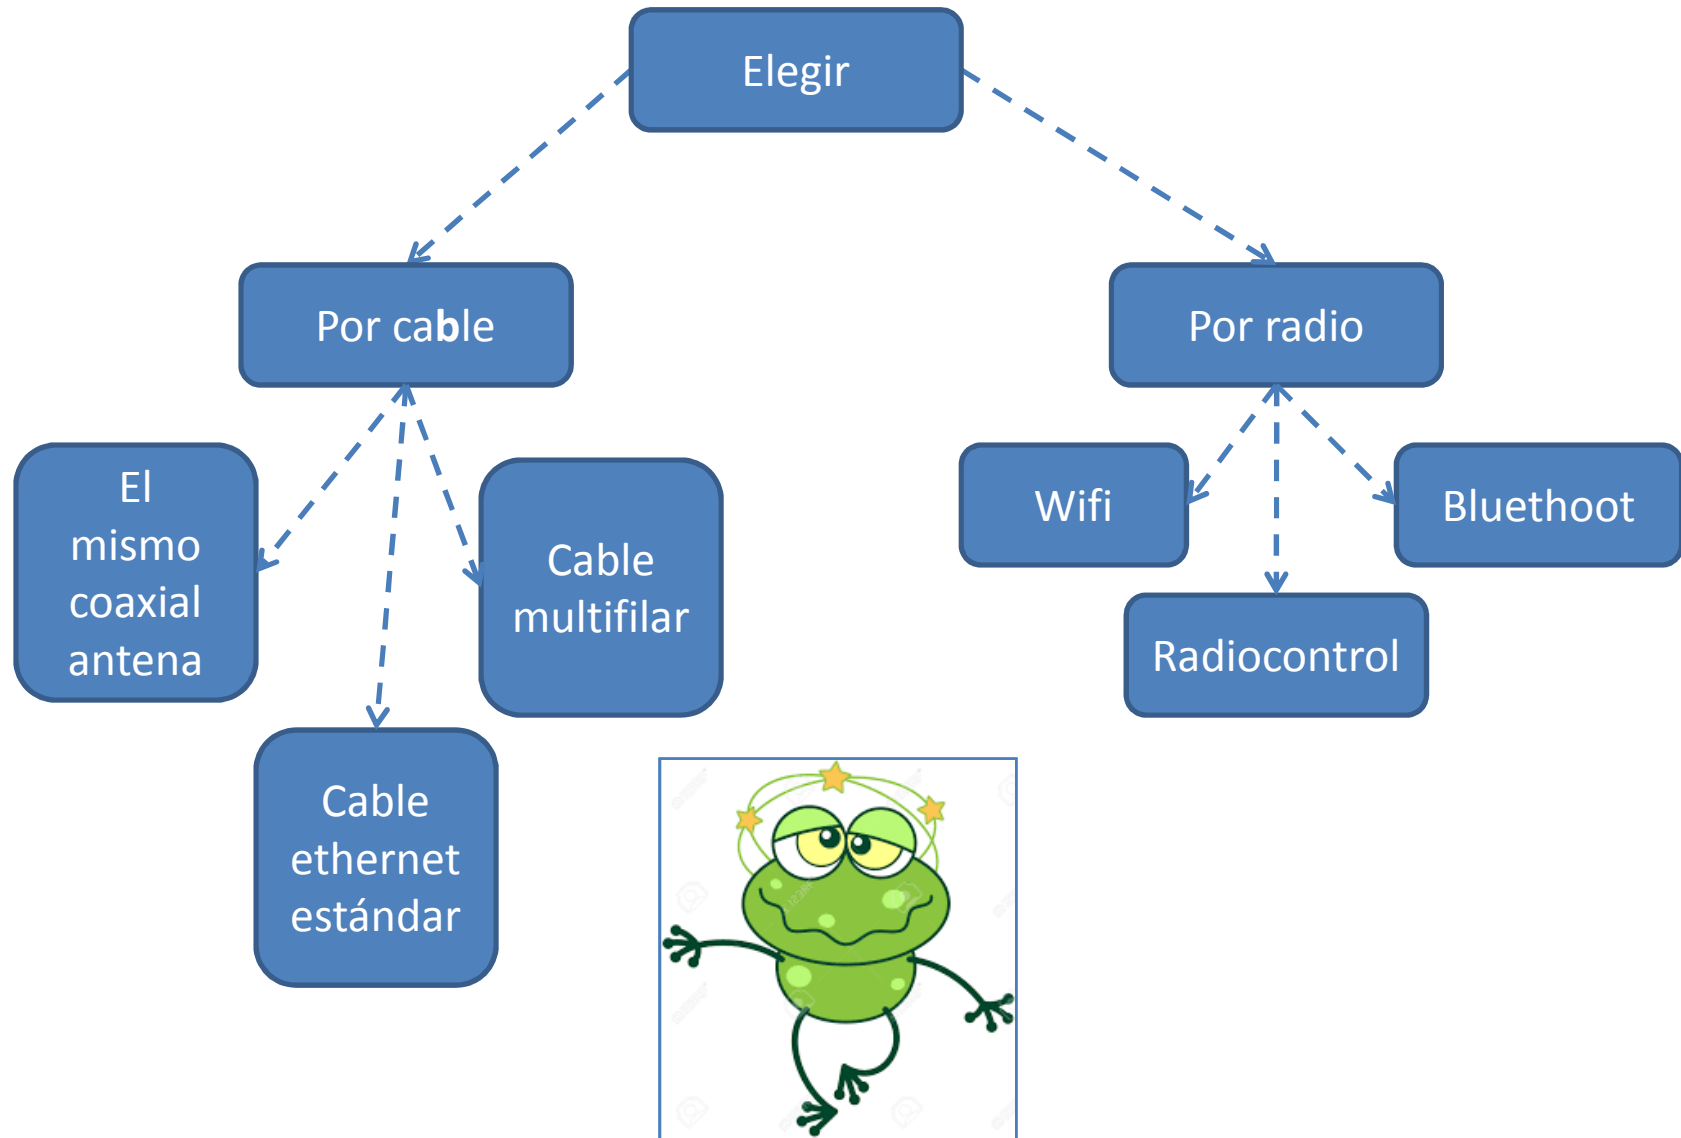 Elegir
Por cable
Por radio
El
mismo
coaxial
antena
Cable
multifilar
Wifi
Bluethoot
Radiocontrol
Cable
ethernet
estándar